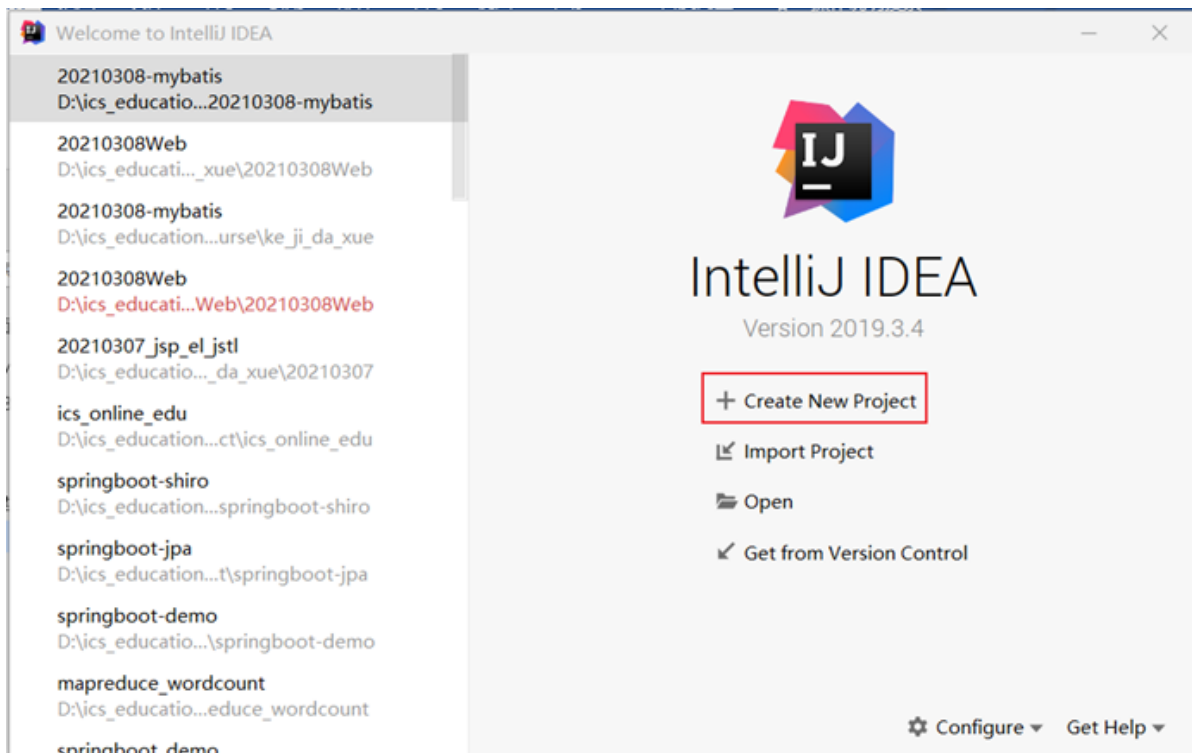 Welcome to IntelliJ IDEA
20210308-mybatis
D:\ics_educatio...20210308-mybatis
20210308Web
D:\ics_educati..._xue\20210308Web
20210308-mybatis
D:\ics_education...urse\ke_ji_da_xue
20210308Web
D:\ics_educati...Web\20210308Web
20210307_jsp_el_jstl
D:\ics_educatio..._da_xue\20210307
ics_online_edu
D:\ics_education...ct\ics_online_edu
springboot-shiro
D:\ics_education...springboot-shiro
springboot-jpa
D:\ics_education...t\springboot-jpa
springboot-demo
D:\ics_educatio...\springboot-demo
mapreduce_wordcount
D:\ics_educatio...educe_wordcount
springboot_demo
IJ
IntelliJ IDEA
Version 2019.3.4
Create New Project
Import Project
Open
Get from Version Control
Configure
Get Help